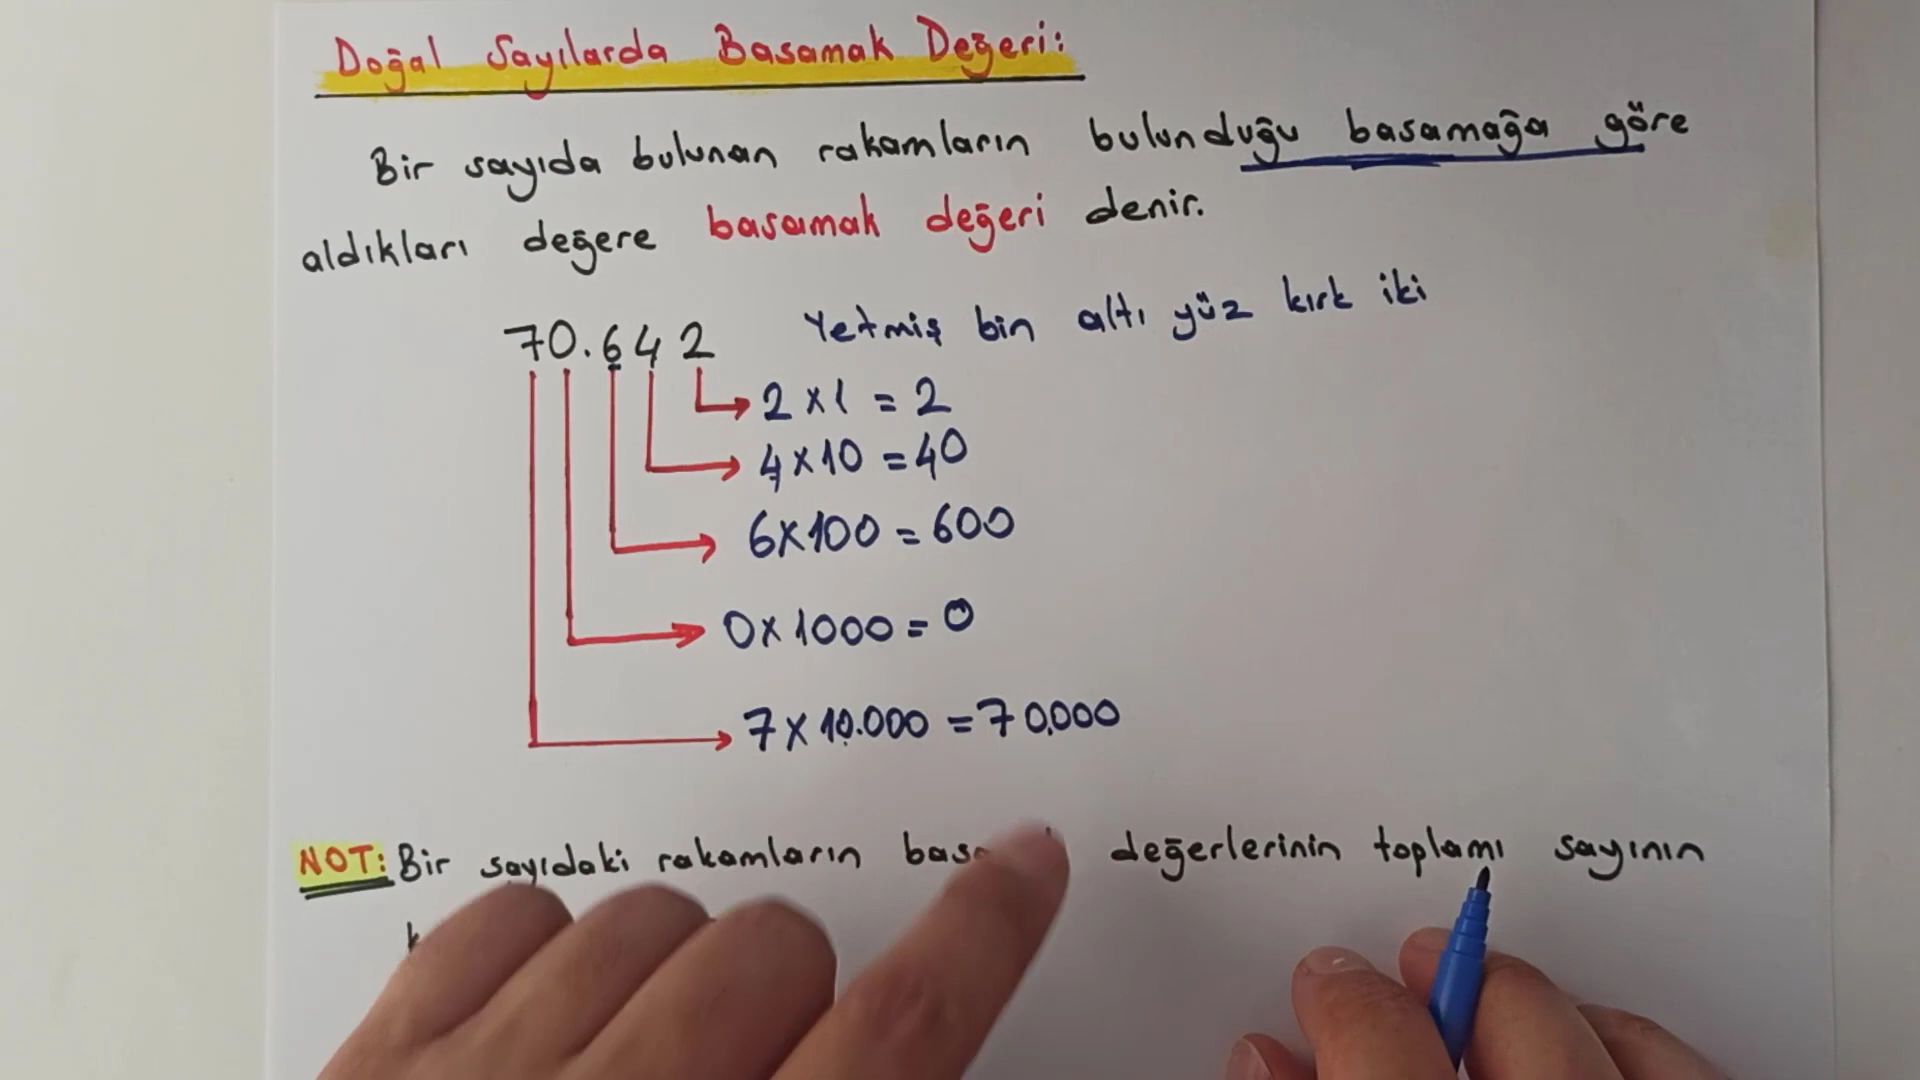 Doğal Sayılarda Basamak Değeri:
Bir sayıda bulunan rakamların bulunduğu basamağa göre
aldıkları değere basamak değeri denir.
70.642 Yetmiş bin altı yüz kırk iki
2x1 = 2
4x10 = 40
6x100 = 600
0x1000 = 0
7x10.000 = 70.000
NOT: Bir sayıdaki rakamların değerlerinin toplamı sayının